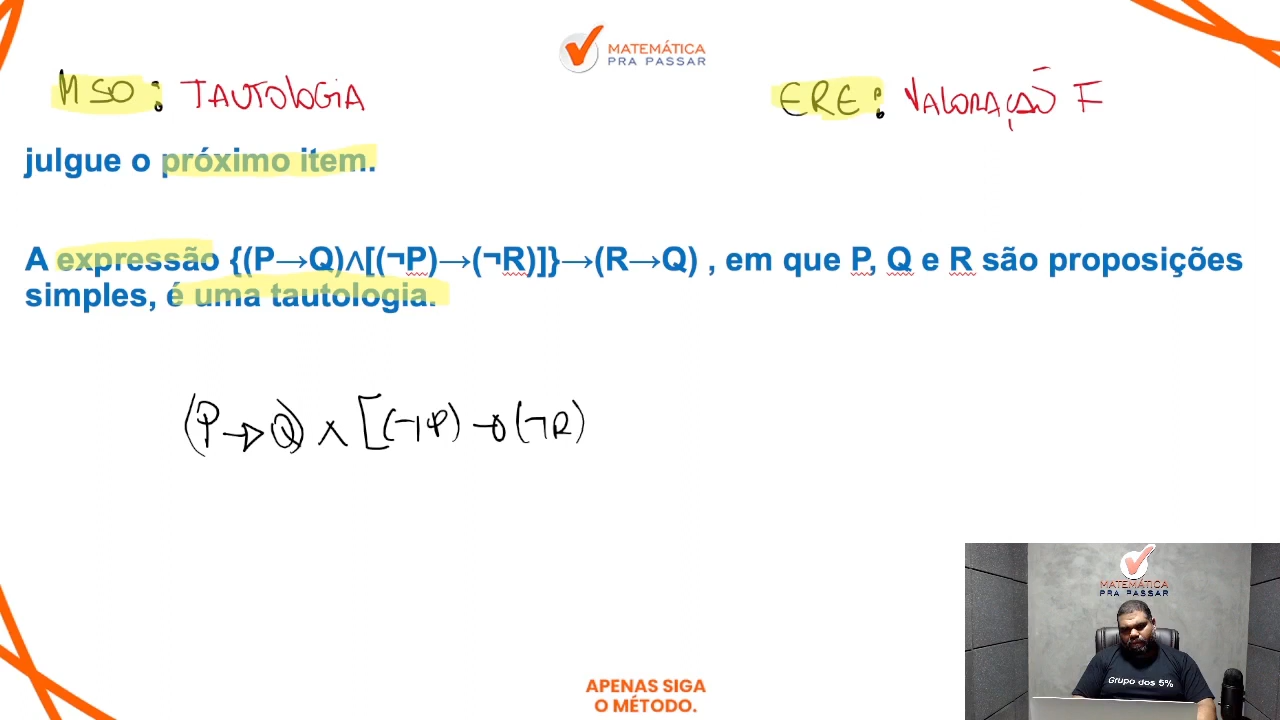 MATEMÁTICA
PRA PASSAR
MSO: TAUTOLOGIA
ERE: VALORAÇÃO F
julgue o próximo item.
A expressão {(P→Q)∧[(¬P)→(¬R)]}→(R→Q) , em que P, Q e R são proposições
simples, é uma tautologia.
(P→Q) ∧ [(¬P)→(¬R)
MATEMÁTICA
PRA PASSAR
Grupo dos 5%
APENAS SIGA
O MÉTODO.